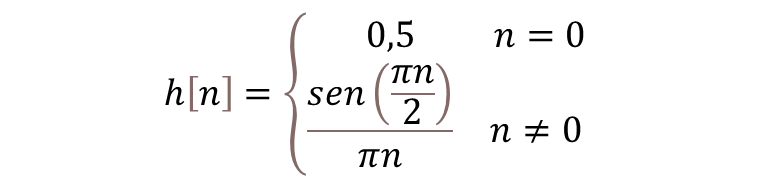 h[n] = { 0,5 n = 0
sen(πn/2)/πn n ≠ 0